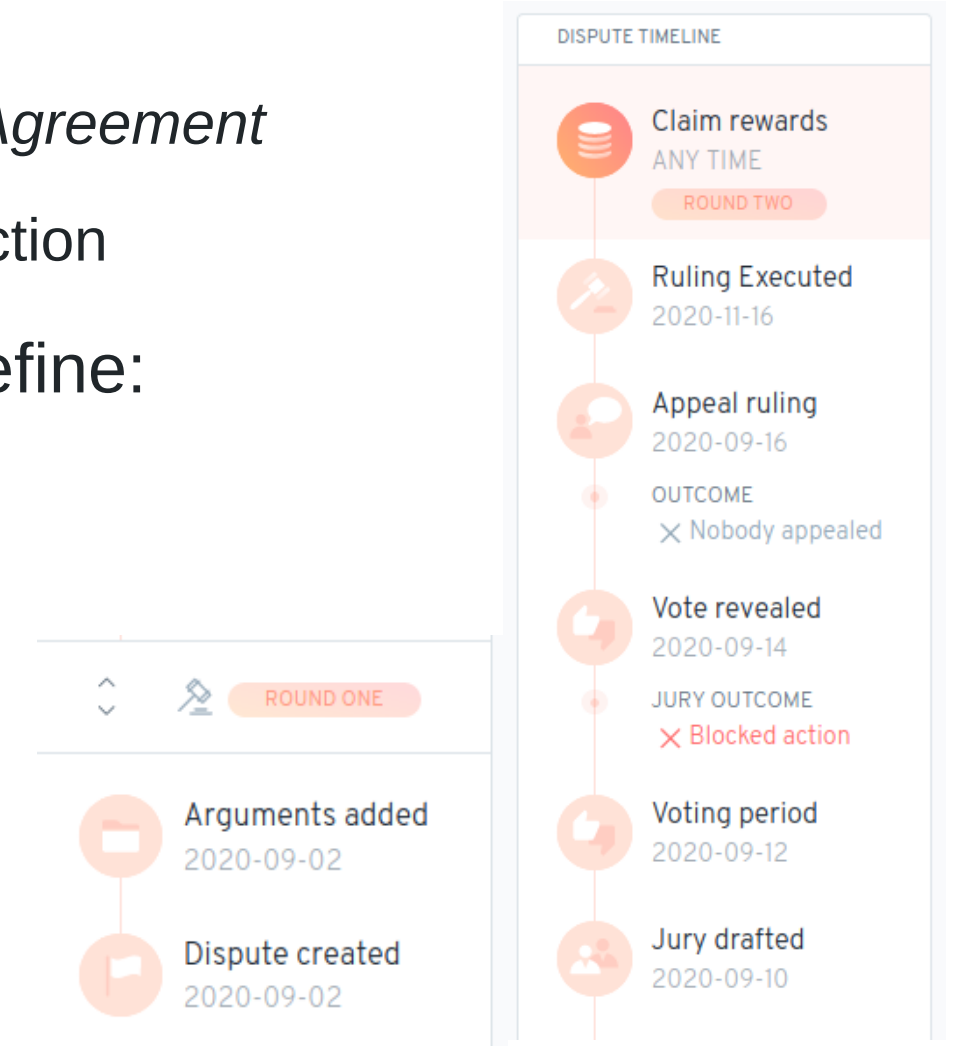 Agreement
ction
efine:
ROUND ONE
Arguments added
2020-09-02
Dispute created
2020-09-02
DISPUTE TIMELINE
Claim rewards
ANY TIME
ROUND TWO
Ruling Executed
2020-11-16
Appeal ruling
2020-09-16
OUTCOME
Nobody appealed
Vote revealed
2020-09-14
JURY OUTCOME
Blocked action
Voting period
2020-09-12
Jury drafted
2020-09-10